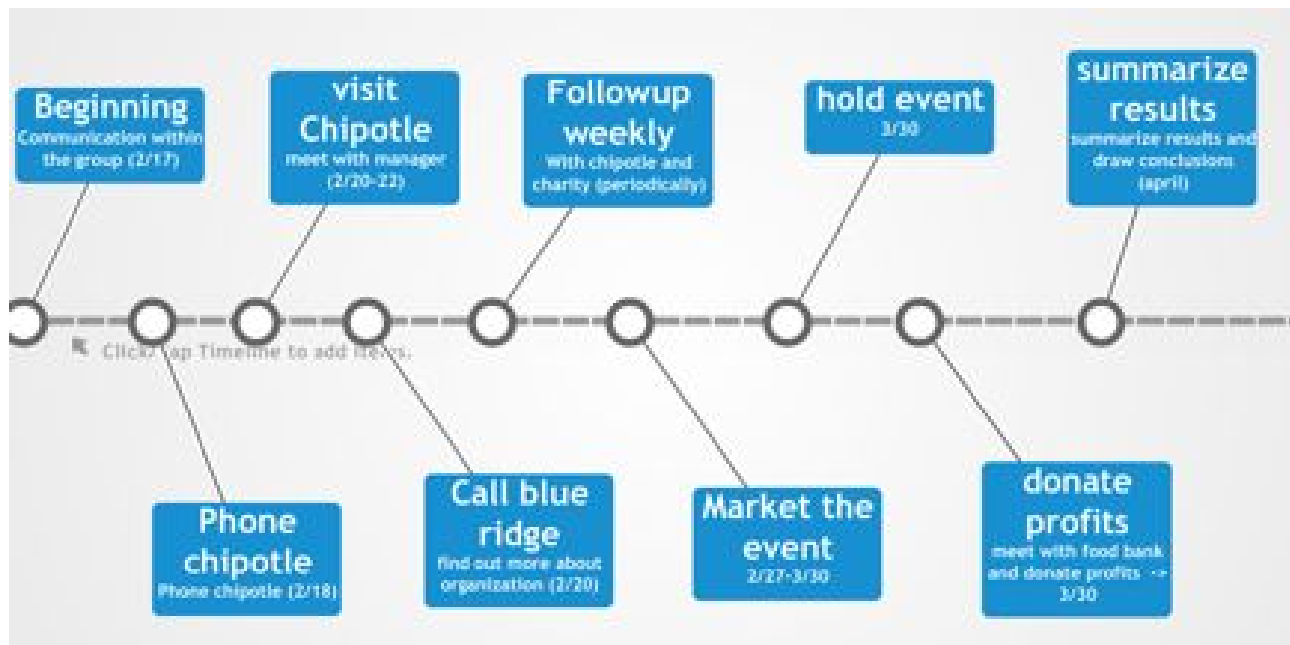 Beginning
Communication within
the group (2/17)
visit
Chipotle
meet with manager
(2/20-22)
Followup
weekly
With chipotle and
charity (periodically)
hold event
3/30
summarize
results
summarize results and
draw conclusions
(april)
Click/Tap Timeline to add items.
Phone
chipotle
Phone chipotle (2/18)
Call blue
ridge
find out more about
organization (2/20)
Market the
event
2/27-3/30
donate
profits
meet with food bank
and donate profits ->
3/30